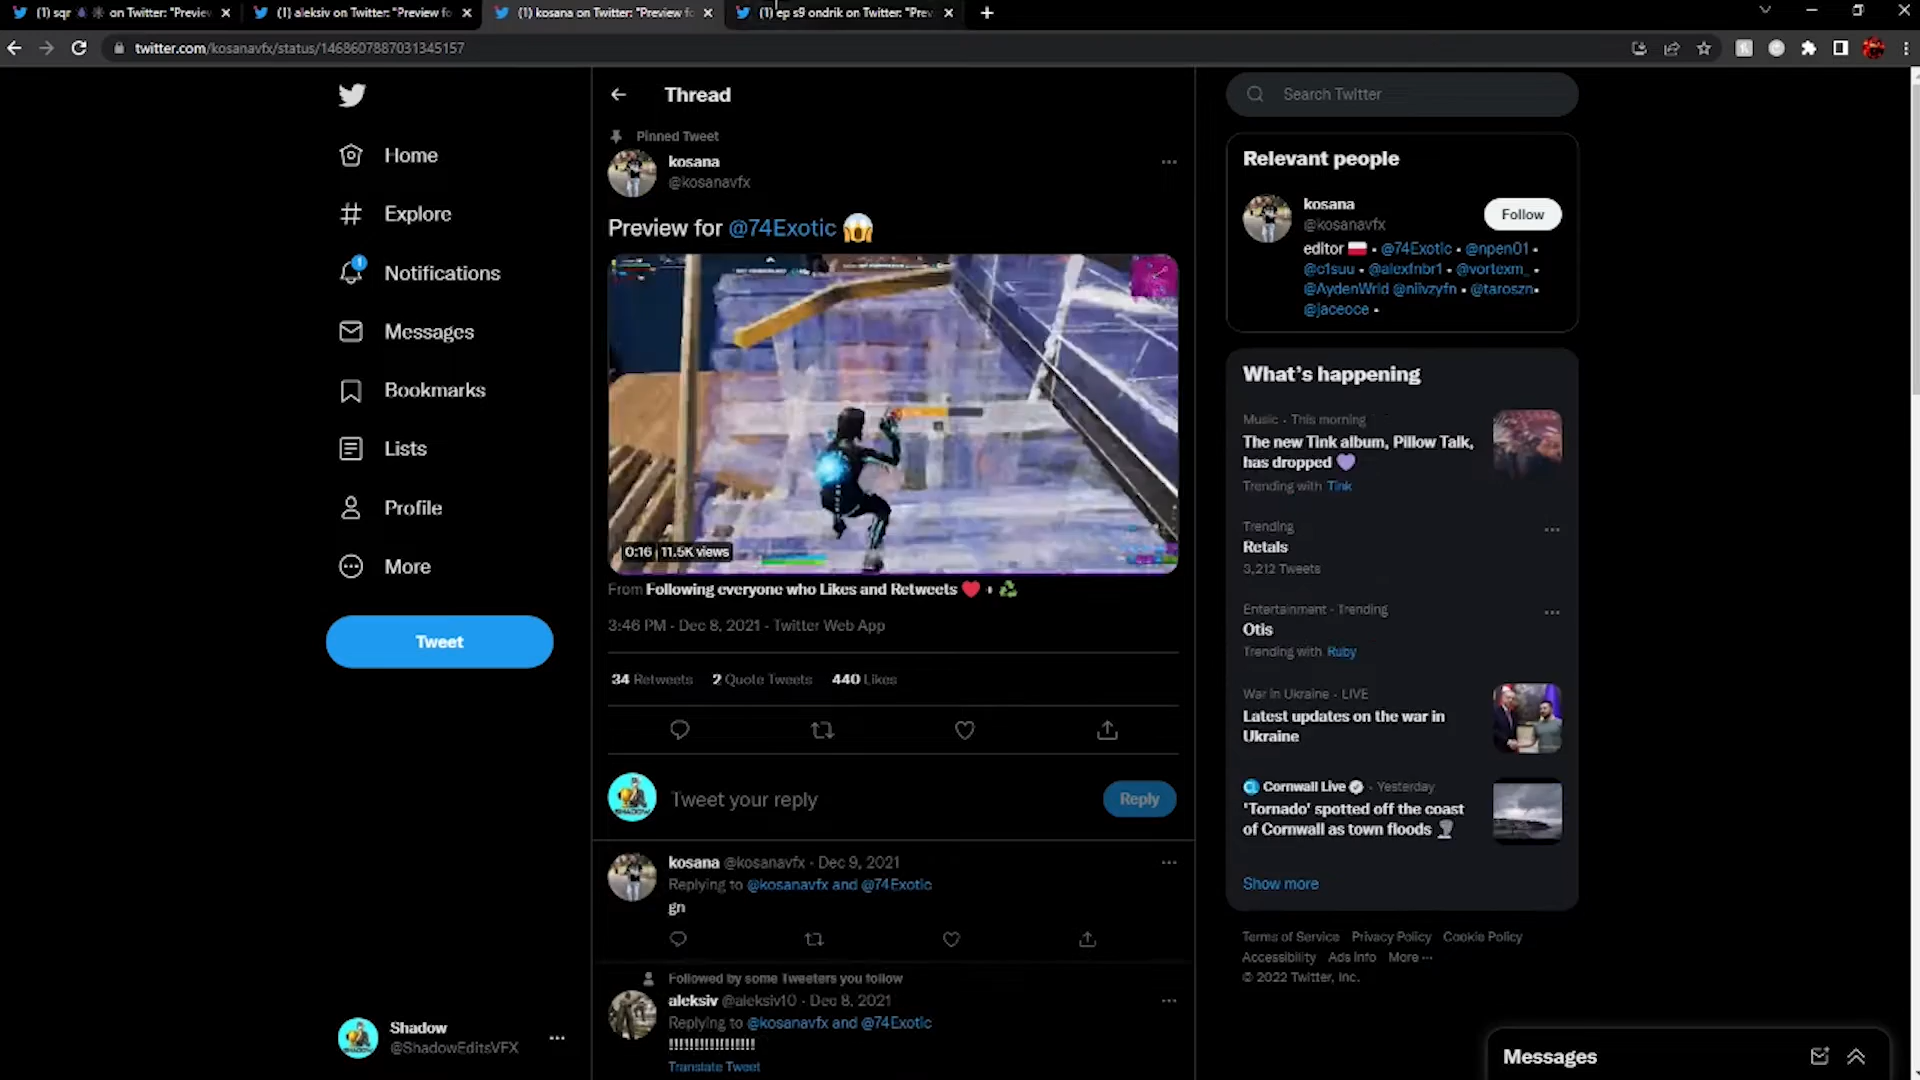 (1) sqr on Twitter: "Preview
(1) aleksiv on Twitter: "Preview fo
(1) kosana on Twitter: "Preview fo
(1) ep s9 ondrik on Twitter: "Prev
twitter.com/kosanavfx/status/1468607887031345157
Home
Explore
1
Notifications
Messages
Bookmarks
Lists
Profile
More
Tweet
Shadow
@ShadowEditsVFX
Thread
Pinned Tweet
kosana
@kosanavfx
Preview for @74Exotic 😱
0:16 11.5K views
From Following everyone who Likes and Retweets ❤️ + ♻️
3:46 PM · Dec 8, 2021 · Twitter Web App
34 Retweets 2 Quote Tweets 440 Likes
Tweet your reply
Reply
kosana @kosanavfx · Dec 9, 2021
Replying to @kosanavfx and @74Exotic
gn
Followed by some Tweeters you follow
aleksiv @aleksiv10 · Dec 8, 2021
Replying to @kosanavfx and @74Exotic
!!!!!!!!!!!!!!!!!!
Translate Tweet
Search Twitter
Relevant people
kosana
@kosanavfx
Follow
editor 🇵🇱 • @74Exotic • @npen01 •
@c1suu • @alexfnbr1 • @vortexm_ •
@AydenWrld @niivzyfn • @taroszn•
@jaceoce •
What's happening
Music · This morning
The new Tink album, Pillow Talk,
has dropped 💜
Trending with Tink
Trending
Retals
3,212 Tweets
Entertainment · Trending
Otis
Trending with Ruby
War in Ukraine · LIVE
Latest updates on the war in
Ukraine
Cornwall Live · Yesterday
'Tornado' spotted off the coast
of Cornwall as town floods 🌪️
Show more
Terms of Service Privacy Policy Cookie Policy
Accessibility Ads info More ···
© 2022 Twitter, Inc.
Messages